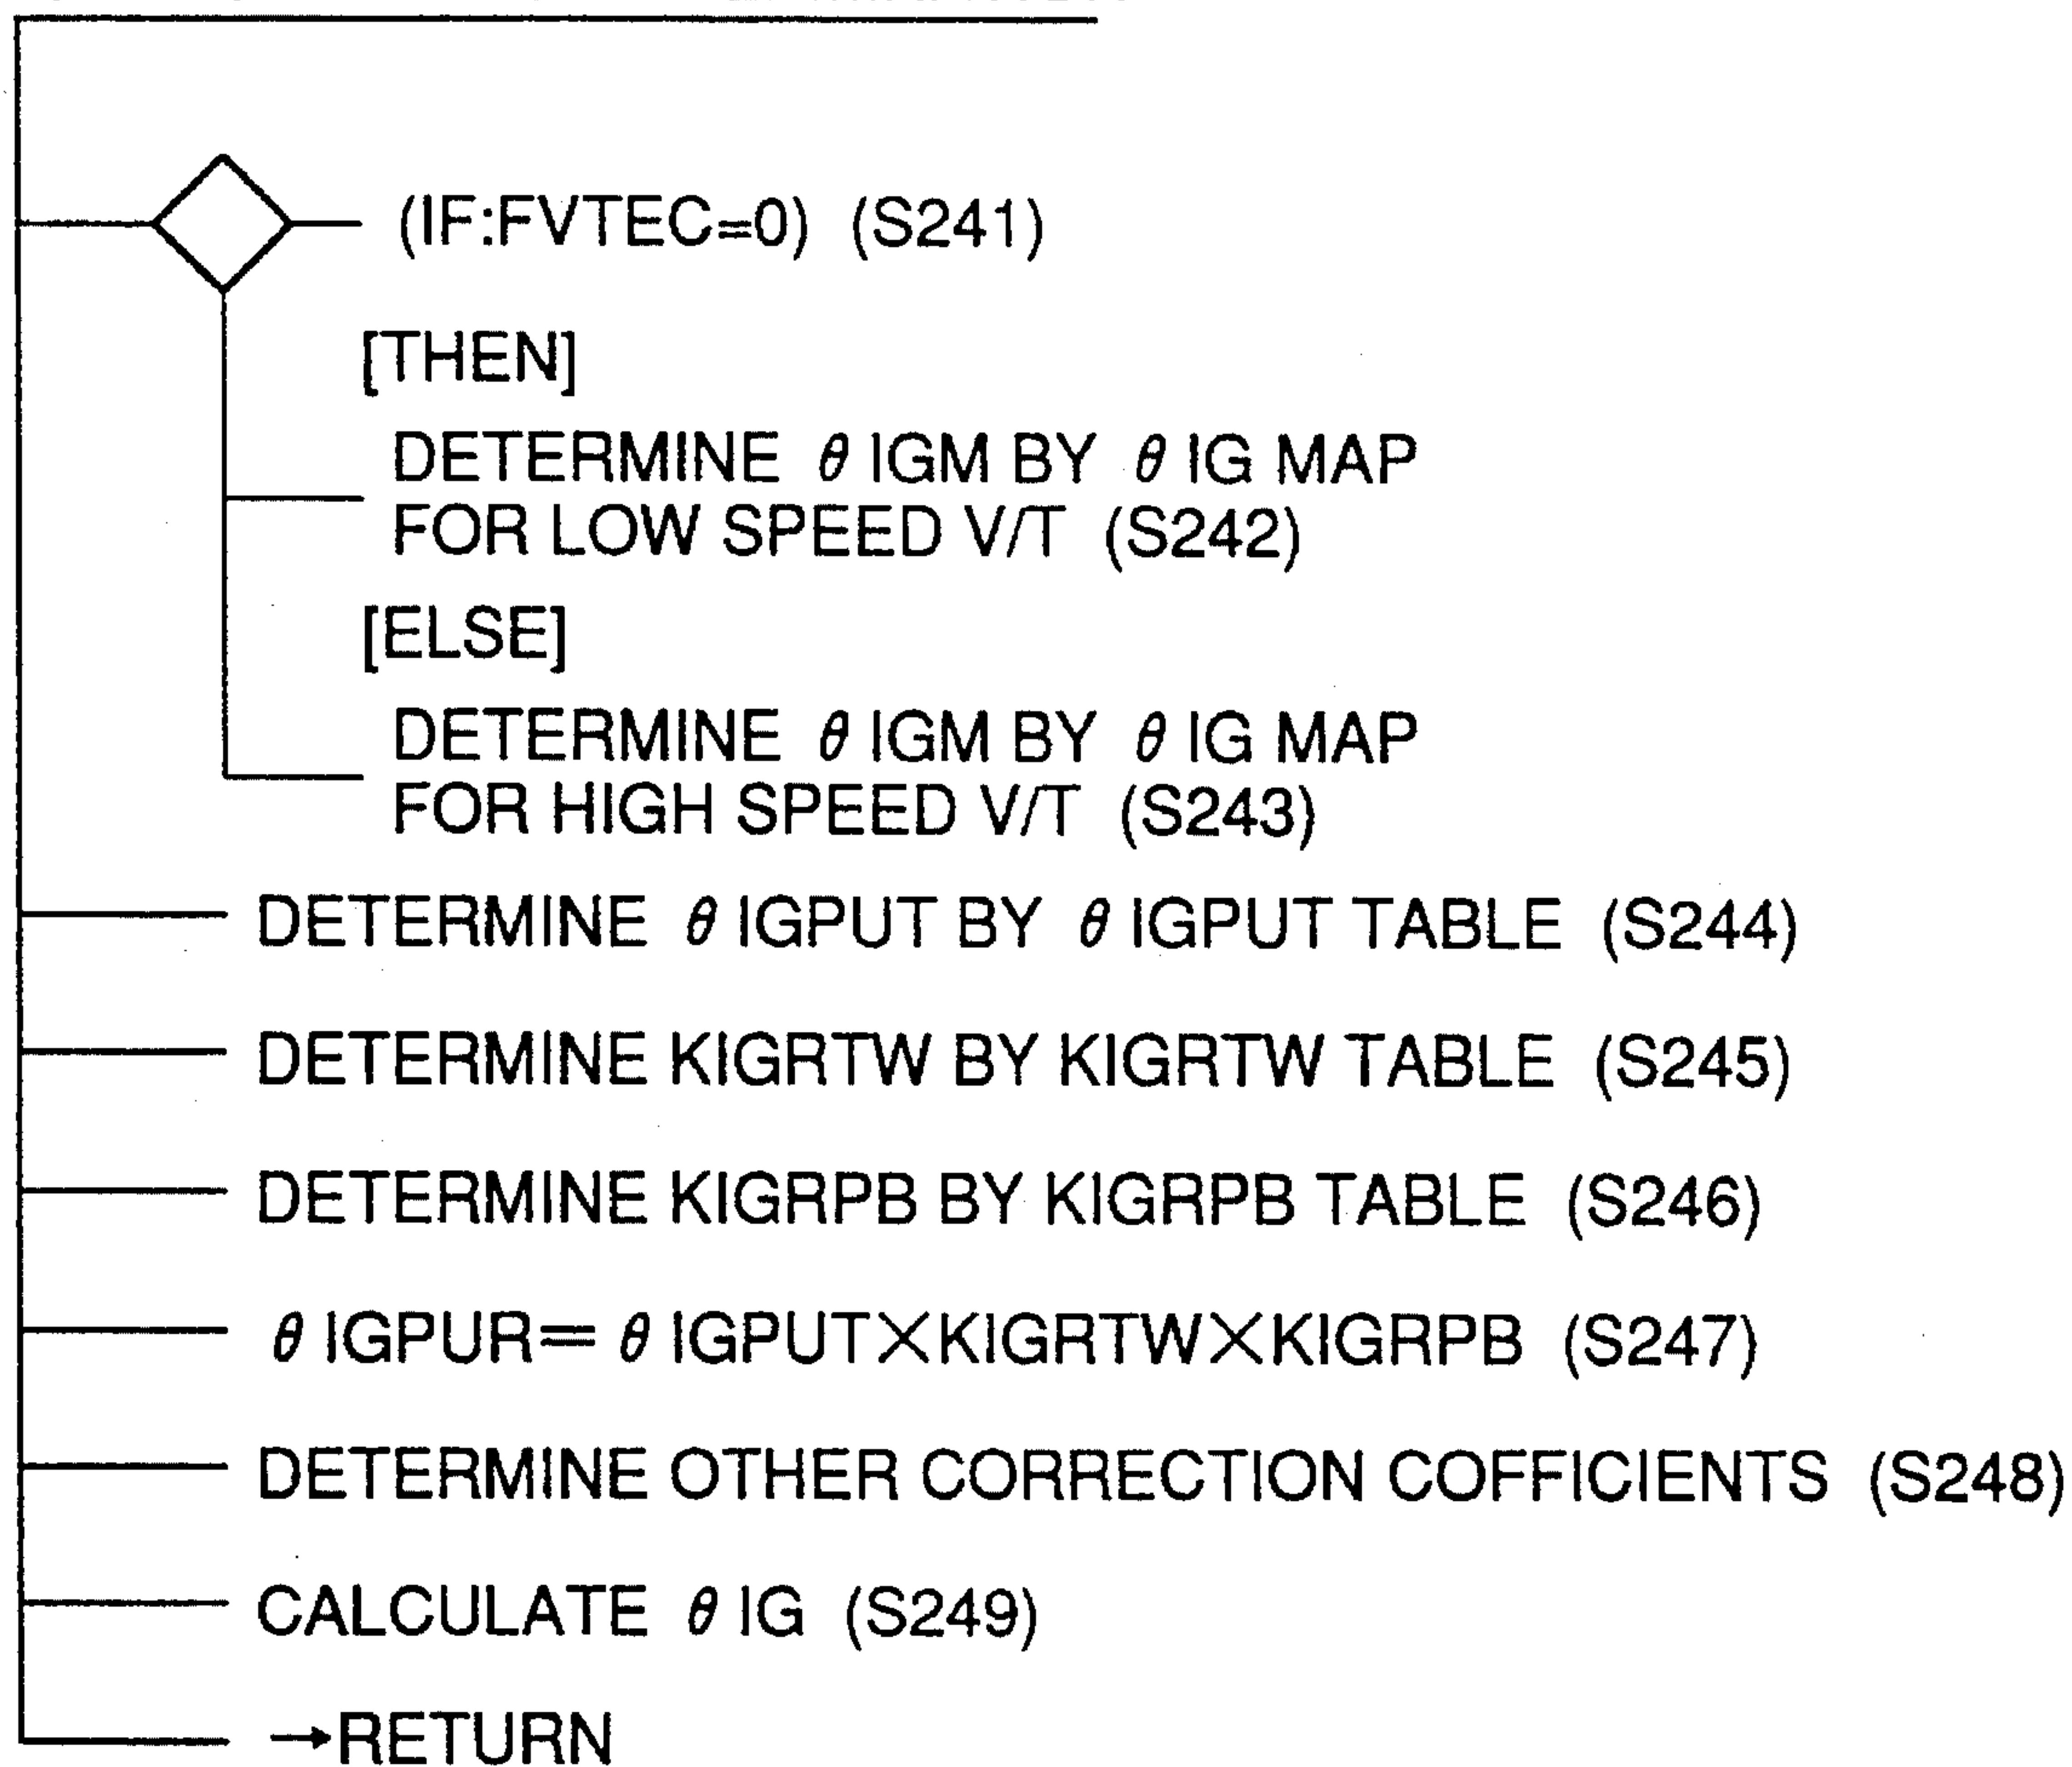 (IF:FVTEC=0) (S241)
[THEN]
DETERMINE θ IGM BY θ IG MAP
FOR LOW SPEED V/T (S242)
[ELSE]
DETERMINE θ IGM BY θ IG MAP
FOR HIGH SPEED V/T (S243)
DETERMINE θ IGPUT BY θ IGPUT TABLE (S244)
DETERMINE KIGRTW BY KIGRTW TABLE (S245)
DETERMINE KIGRPB BY KIGRPB TABLE (S246)
θ IGPUR= θ IGPUT×KIGRTW×KIGRPB (S247)
DETERMINE OTHER CORRECTION COFFICIENTS (S248)
CALCULATE θ IG (S249)
→RETURN